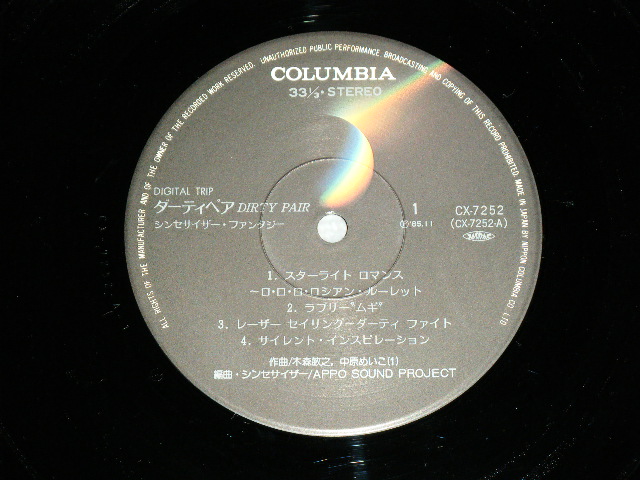 ALL RIGHTS OF THE MANUFACTURER AND OF THE OWNER OF THE RECORDED WORK RESERVED. UNAUTHORIZED PUBLIC PERFORMANCE BROADCASTING AND COPYING OF THIS RECORD PROHIBITED. MADE IN JAPAN BY NIPPON COLUMBIA CO., LTD.
COLUMBIA
33⅓・STEREO
DIGITAL TRIP
ダーティペア DIRTY PAIR
シンセサイザー・ファンタジー
1
Ⓟ'85.11
CX-7252
(CX-7252-A)
1. スターライト ロマンス
〜ロ・ロ・ロ・ロシアン・ルーレット
2. ラブリー“ムギ”
3. レーザー セイリングーダーティ ファイト
4. サイレント・インスピレーション
作曲/木森敏之，中原めいこ(1)
編曲・シンセサイザー/APPO SOUND PROJECT